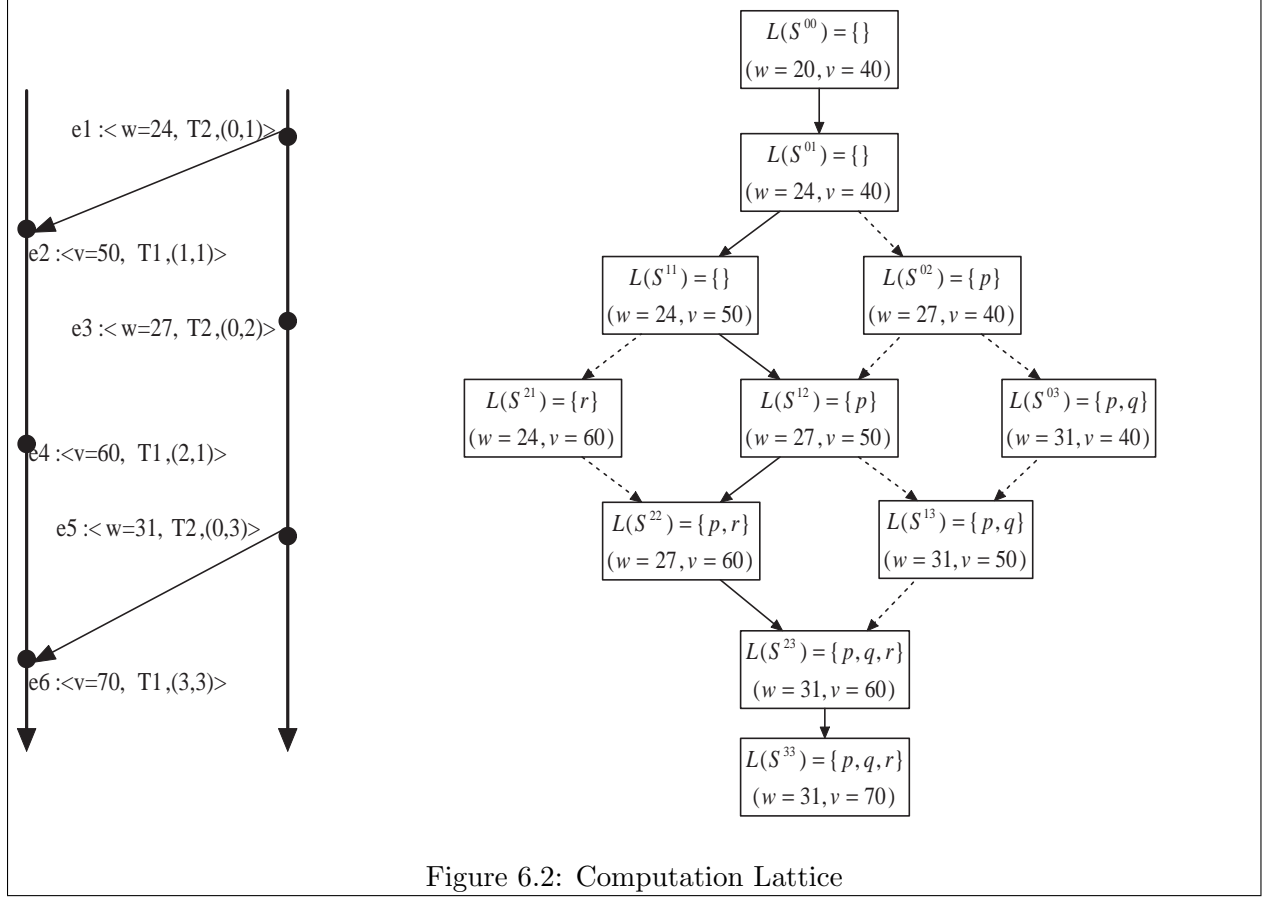 e1 :< w=24, T2,(0,1)>
e2 :<v=50, T1,(1,1)>
e3 :< w=27, T2,(0,2)>
e4 :<v=60, T1,(2,1)>
e5 :< w=31, T2,(0,3)>
e6 :<v=70, T1,(3,3)>
L(S^00) = {}
(w = 20, v = 40)
L(S^01) = {}
(w = 24, v = 40)
L(S^11) = {}
(w = 24, v = 50)
L(S^02) = {p}
(w = 27, v = 40)
L(S^21) = {r}
(w = 24, v = 60)
L(S^12) = {p}
(w = 27, v = 50)
L(S^03) = {p, q}
(w = 31, v = 40)
L(S^22) = {p, r}
(w = 27, v = 60)
L(S^13) = {p, q}
(w = 31, v = 50)
L(S^23) = {p, q, r}
(w = 31, v = 60)
L(S^33) = {p, q, r}
(w = 31, v = 70)
Figure 6.2: Computation Lattice